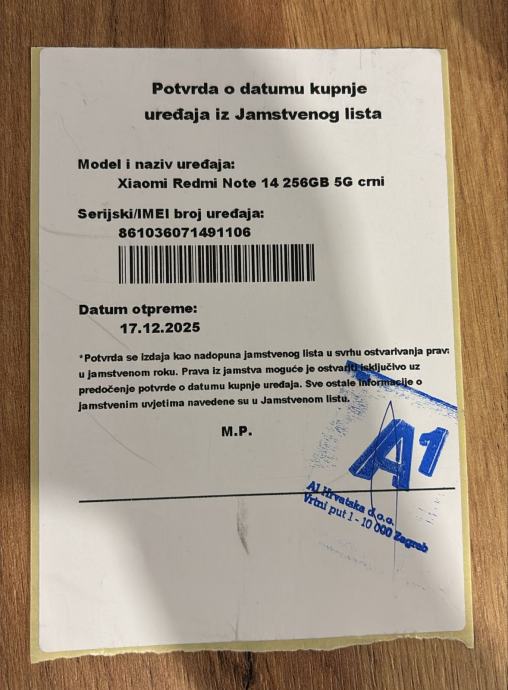 Potvrda o datumu kupnje
uređaja iz Jamstvenog lista
Model i naziv uređaja:
Xiaomi Redmi Note 14 256GB 5G crni
Serijski/IMEI broj uređaja:
861036071491106
Datum otpreme:
17.12.2025
*Potvrda se izdaja kao nadopuna jamstvenog lista u svrhu ostvarivanja prava
u jamstvenom roku. Prava iz jamstva moguće je ostvariti isključivo uz
predočenje potvrde o datumu kupnje uređaja. Sve ostale informacije o
jamstvenim uvjetima navedene su u Jamstvenom listu.
M.P.
A1
A1 Hrvatska d.o.o.
Vrtni put 1 - 10 000 Zagreb